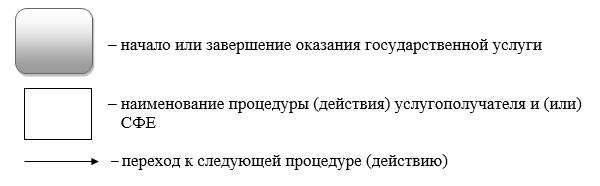 – начало или завершение оказания государственной услуги
– наименование процедуры (действия) услугополучателя и (или)
СФЕ
– переход к следующей процедуре (действию)